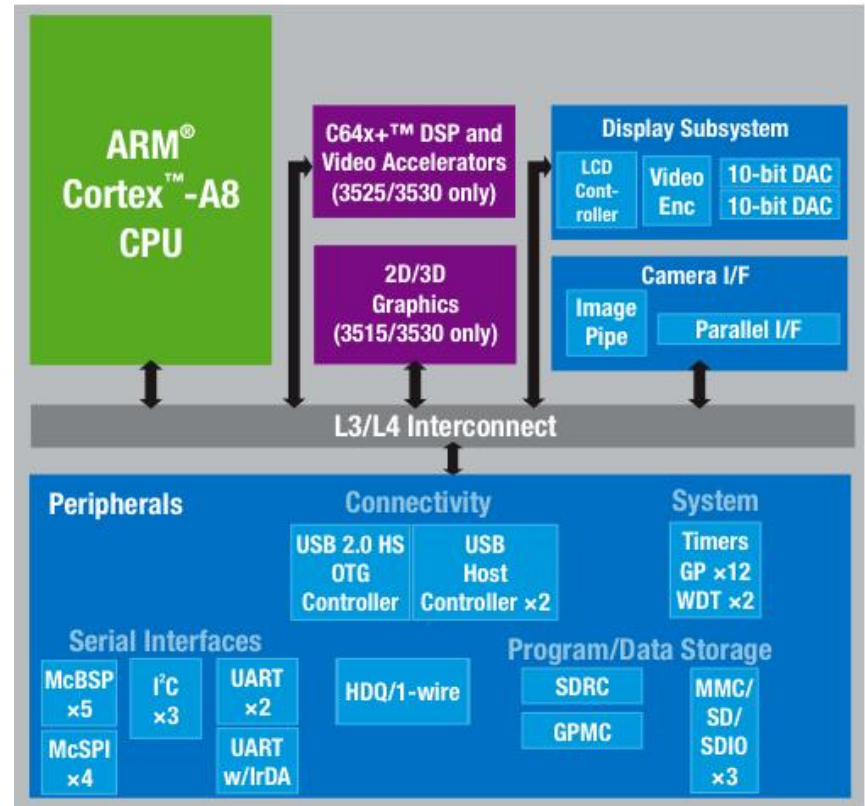 ARM®
Cortex™-A8
CPU
C64x+™ DSP and
Video Accelerators
(3525/3530 only)
2D/3D
Graphics
(3515/3530 only)
Display Subsystem
LCD
Cont-
roller
Video
Enc
10-bit DAC
10-bit DAC
Camera I/F
Image
Pipe
Parallel I/F
L3/L4 Interconnect
Peripherals
Connectivity
USB 2.0 HS
OTG
Controller
USB
Host
Controller ×2
System
Timers
GP ×12
WDT ×2
Serial Interfaces
McBSP
×5
McSPI
×4
I²C
×3
UART
×2
UART
w/IrDA
HDQ/1-wire
Program/Data Storage
SDRC
GPMC
MMC/
SD/
SDIO
×3